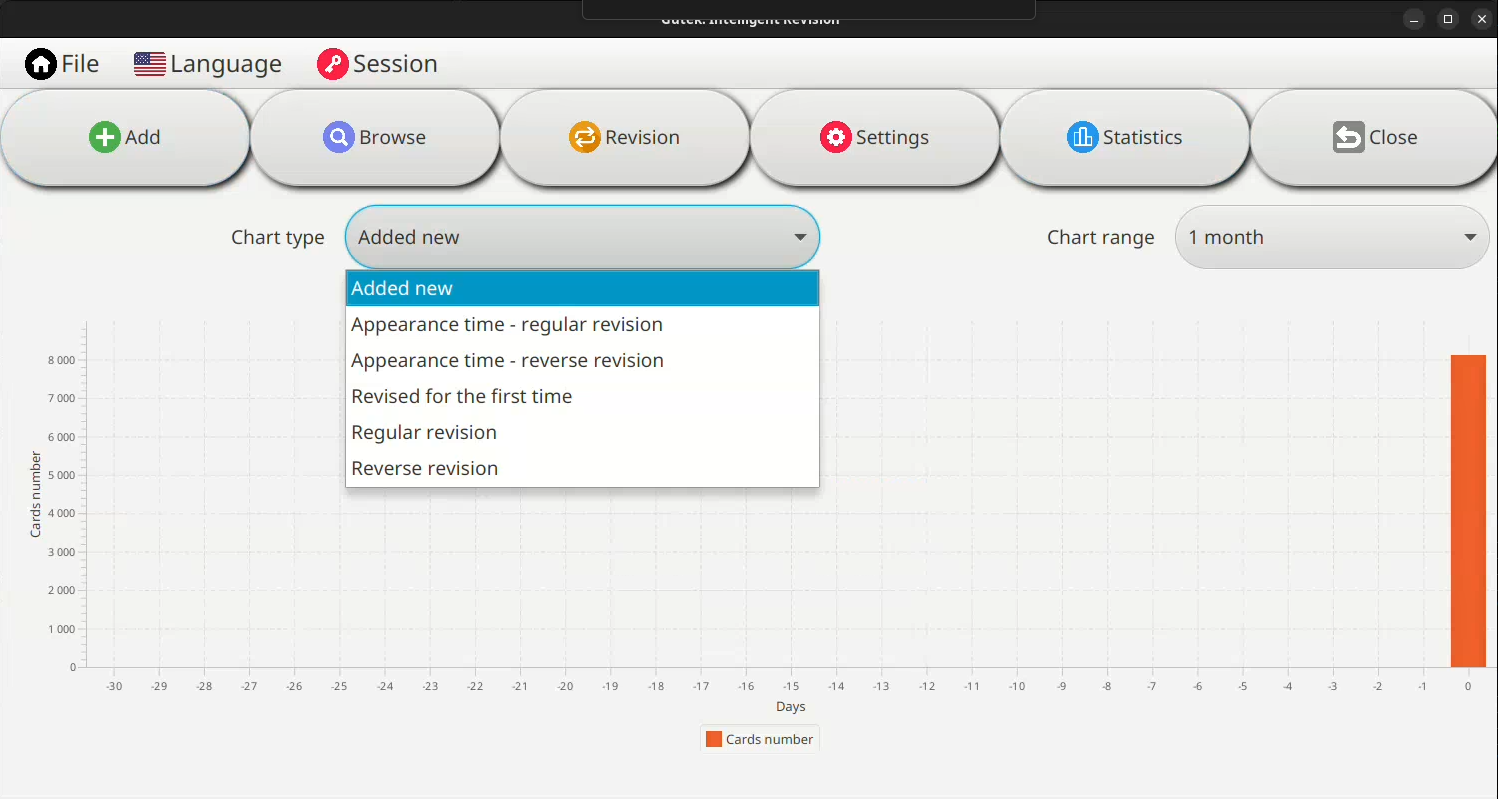 Gutek: Intelligent Revision
File Language Session
Add Browse Revision Settings Statistics Close
Chart type Added new Chart range 1 month
Added new
Appearance time - regular revision
Appearance time - reverse revision
Revised for the first time
Regular revision
Reverse revision
8 000
7 000
6 000
5 000
4 000
3 000
2 000
1 000
0
Cards number
-30 -29 -28 -27 -26 -25 -24 -23 -22 -21 -20 -19 -18 -17 -16 -15 -14 -13 -12 -11 -10 -9 -8 -7 -6 -5 -4 -3 -2 -1 0
Days
Cards number